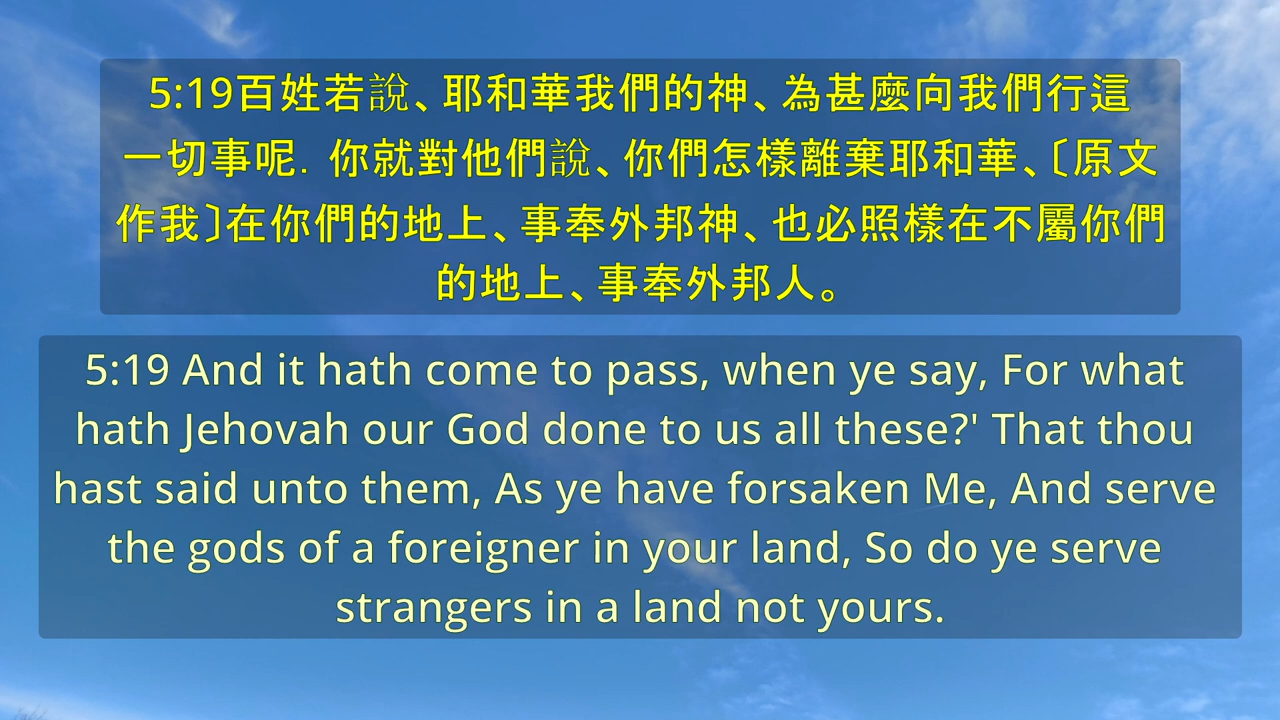 5:19百姓若說、耶和華我們的神、為甚麼向我們行這
一切事呢．你就對他們說、你們怎樣離棄耶和華、〔原文
作我〕在你們的地上、事奉外邦神、也必照樣在不屬你們
的地上、事奉外邦人。
5:19 And it hath come to pass, when ye say, For what
hath Jehovah our God done to us all these?' That thou
hast said unto them, As ye have forsaken Me, And serve
the gods of a foreigner in your land, So do ye serve
strangers in a land not yours.